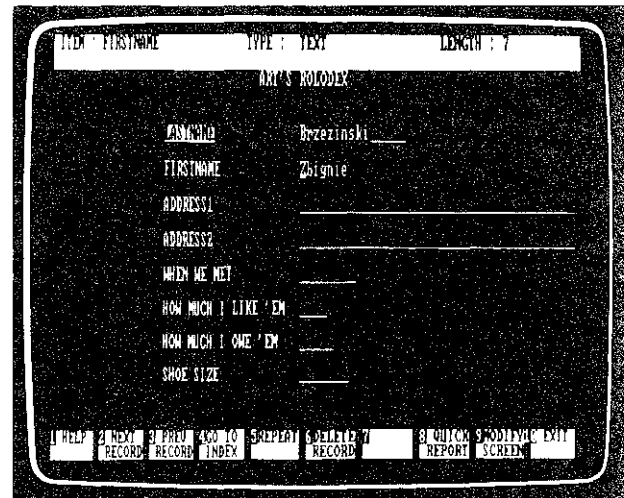 ITEM : FIRSTNAME TYPE : TEXT LENGTH : 7
ART'S ROLODEX
LASTNAME Brzezinski
FIRSTNAME Zbignie
ADDRESS1
ADDRESS2
WHEN WE MET
HOW MUCH I LIKE 'EM
HOW MUCH I OWE 'EM
SHOE SIZE
1 HELP 2 NEXT RECORD 3 PREV RECORD 4 GO TO INDEX 5 REPEAT 6 DELETE RECORD 7 8 QUICK REPORT 9 MODIFY SCREEN EXIT